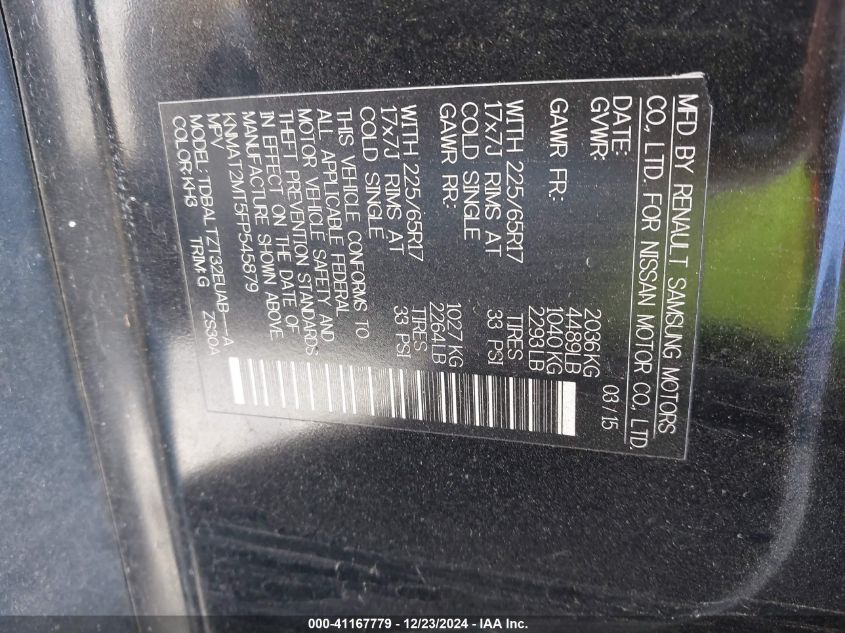 MFD BY RENAULT SAMSUNG MOTORS
CO., LTD. FOR NISSAN MOTOR CO., LTD.
DATE: 03/15
GVWR: 2036KG
4489LB
GAWR FR: 1040KG
2293LB
WITH 225/65R17 TIRES
17x7J RIMS AT 33 PSI
COLD SINGLE
GAWR RR: 1027KG
2264LB
WITH 225/65R17 TIRES
17x7J RIMS AT 33 PSI
COLD SINGLE
THIS VEHICLE CONFORMS TO
ALL APPLICABLE FEDERAL
MOTOR VEHICLE SAFETY AND
THEFT PREVENTION STANDARDS
IN EFFECT ON THE DATE OF
MANUFACTURE SHOWN ABOVE.
KNMAT2MT5FP545879
MPV
MODEL: TDBALTZT32EUAB----A
COLOR: KH3 TRIM: G ZS30A
000-41167779 - 12/23/2024 - IAA Inc.